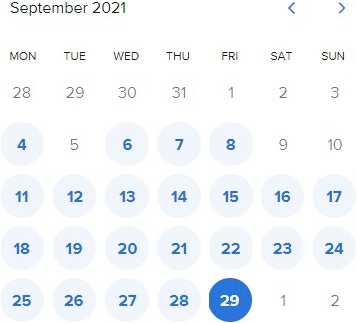 September 2021
MON TUE WED THU FRI SAT SUN
28 29 30 31 1 2 3
4 5 6 7 8 9 10
11 12 13 14 15 16 17
18 19 20 21 22 23 24
25 26 27 28 29 1 2